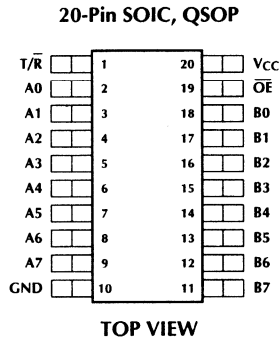 20-Pin SOIC, QSOP
T/R̅ 1 20 VCC
A0 2 19 O̅E̅
A1 3 18 B0
A2 4 17 B1
A3 5 16 B2
A4 6 15 B3
A5 7 14 B4
A6 8 13 B5
A7 9 12 B6
GND 10 11 B7
TOP VIEW